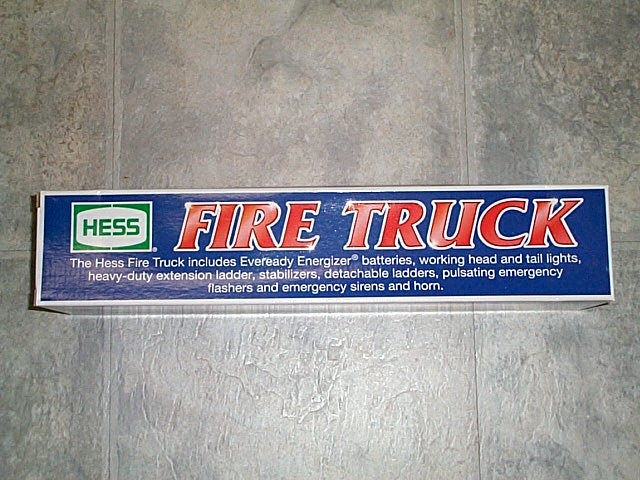 HESS
FIRE TRUCK
The Hess Fire Truck includes Eveready Energizer® batteries, working head and tail lights,
heavy-duty extension ladder, stabilizers, detachable ladders, pulsating emergency
flashers and emergency sirens and horn.